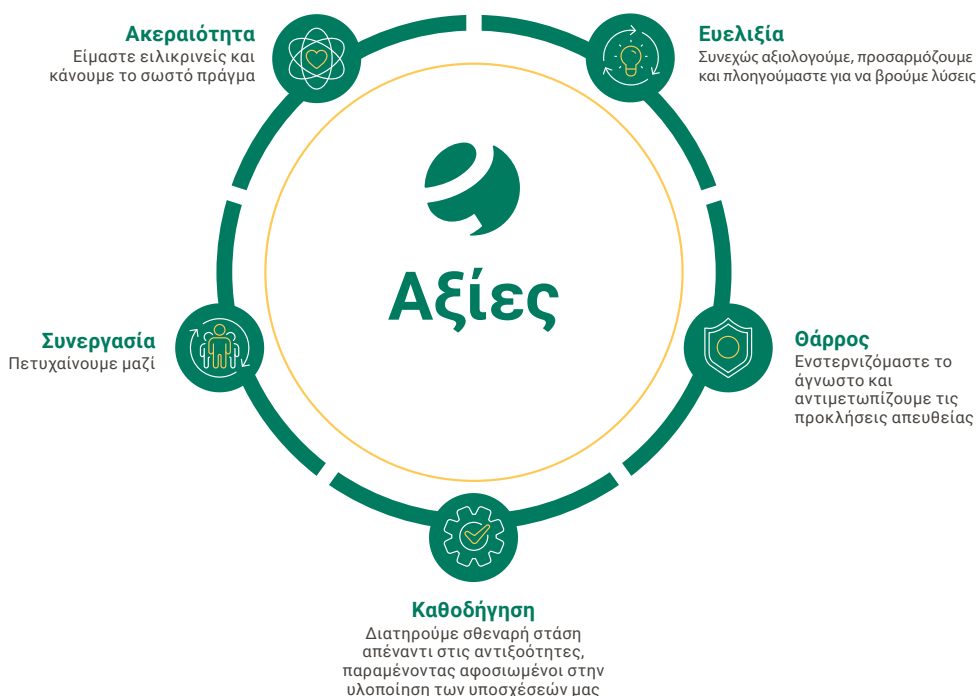 Ακεραιότητα
Είμαστε ειλικρινείς και
κάνουμε το σωστό πράγμα
Ευελιξία
Συνεχώς αξιολογούμε, προσαρμόζουμε
και πλοηγούμαστε για να βρούμε λύσεις
Αξίες
Συνεργασία
Πετυχαίνουμε μαζί
Θάρρος
Ενστερνιζόμαστε το
άγνωστο και
αντιμετωπίζουμε τις
προκλήσεις απευθείας
Καθοδήγηση
Διατηρούμε σθεναρή στάση
απέναντι στις αντιξοότητες,
παραμένοντας αφοσιωμένοι στην
υλοποίηση των υποσχέσεών μας